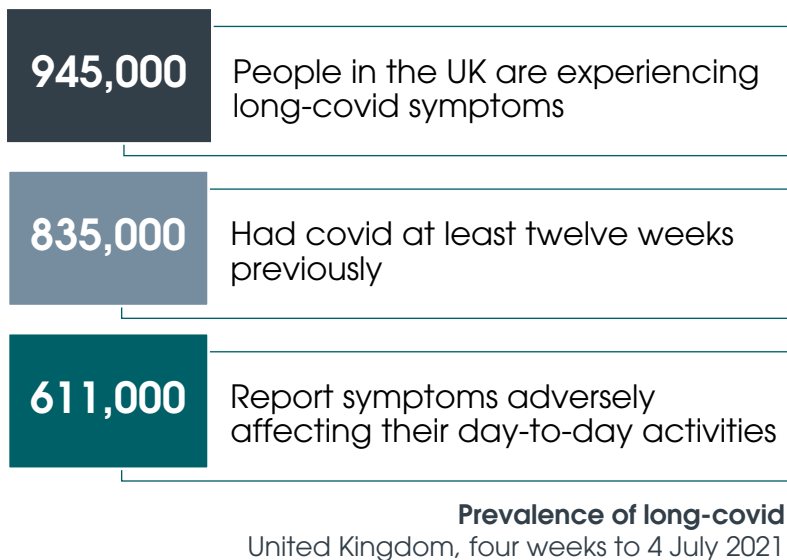 945,000
People in the UK are experiencing
long-covid symptoms
835,000
Had covid at least twelve weeks
previously
611,000
Report symptoms adversely
affecting their day-to-day activities
Prevalence of long-covid
United Kingdom, four weeks to 4 July 2021